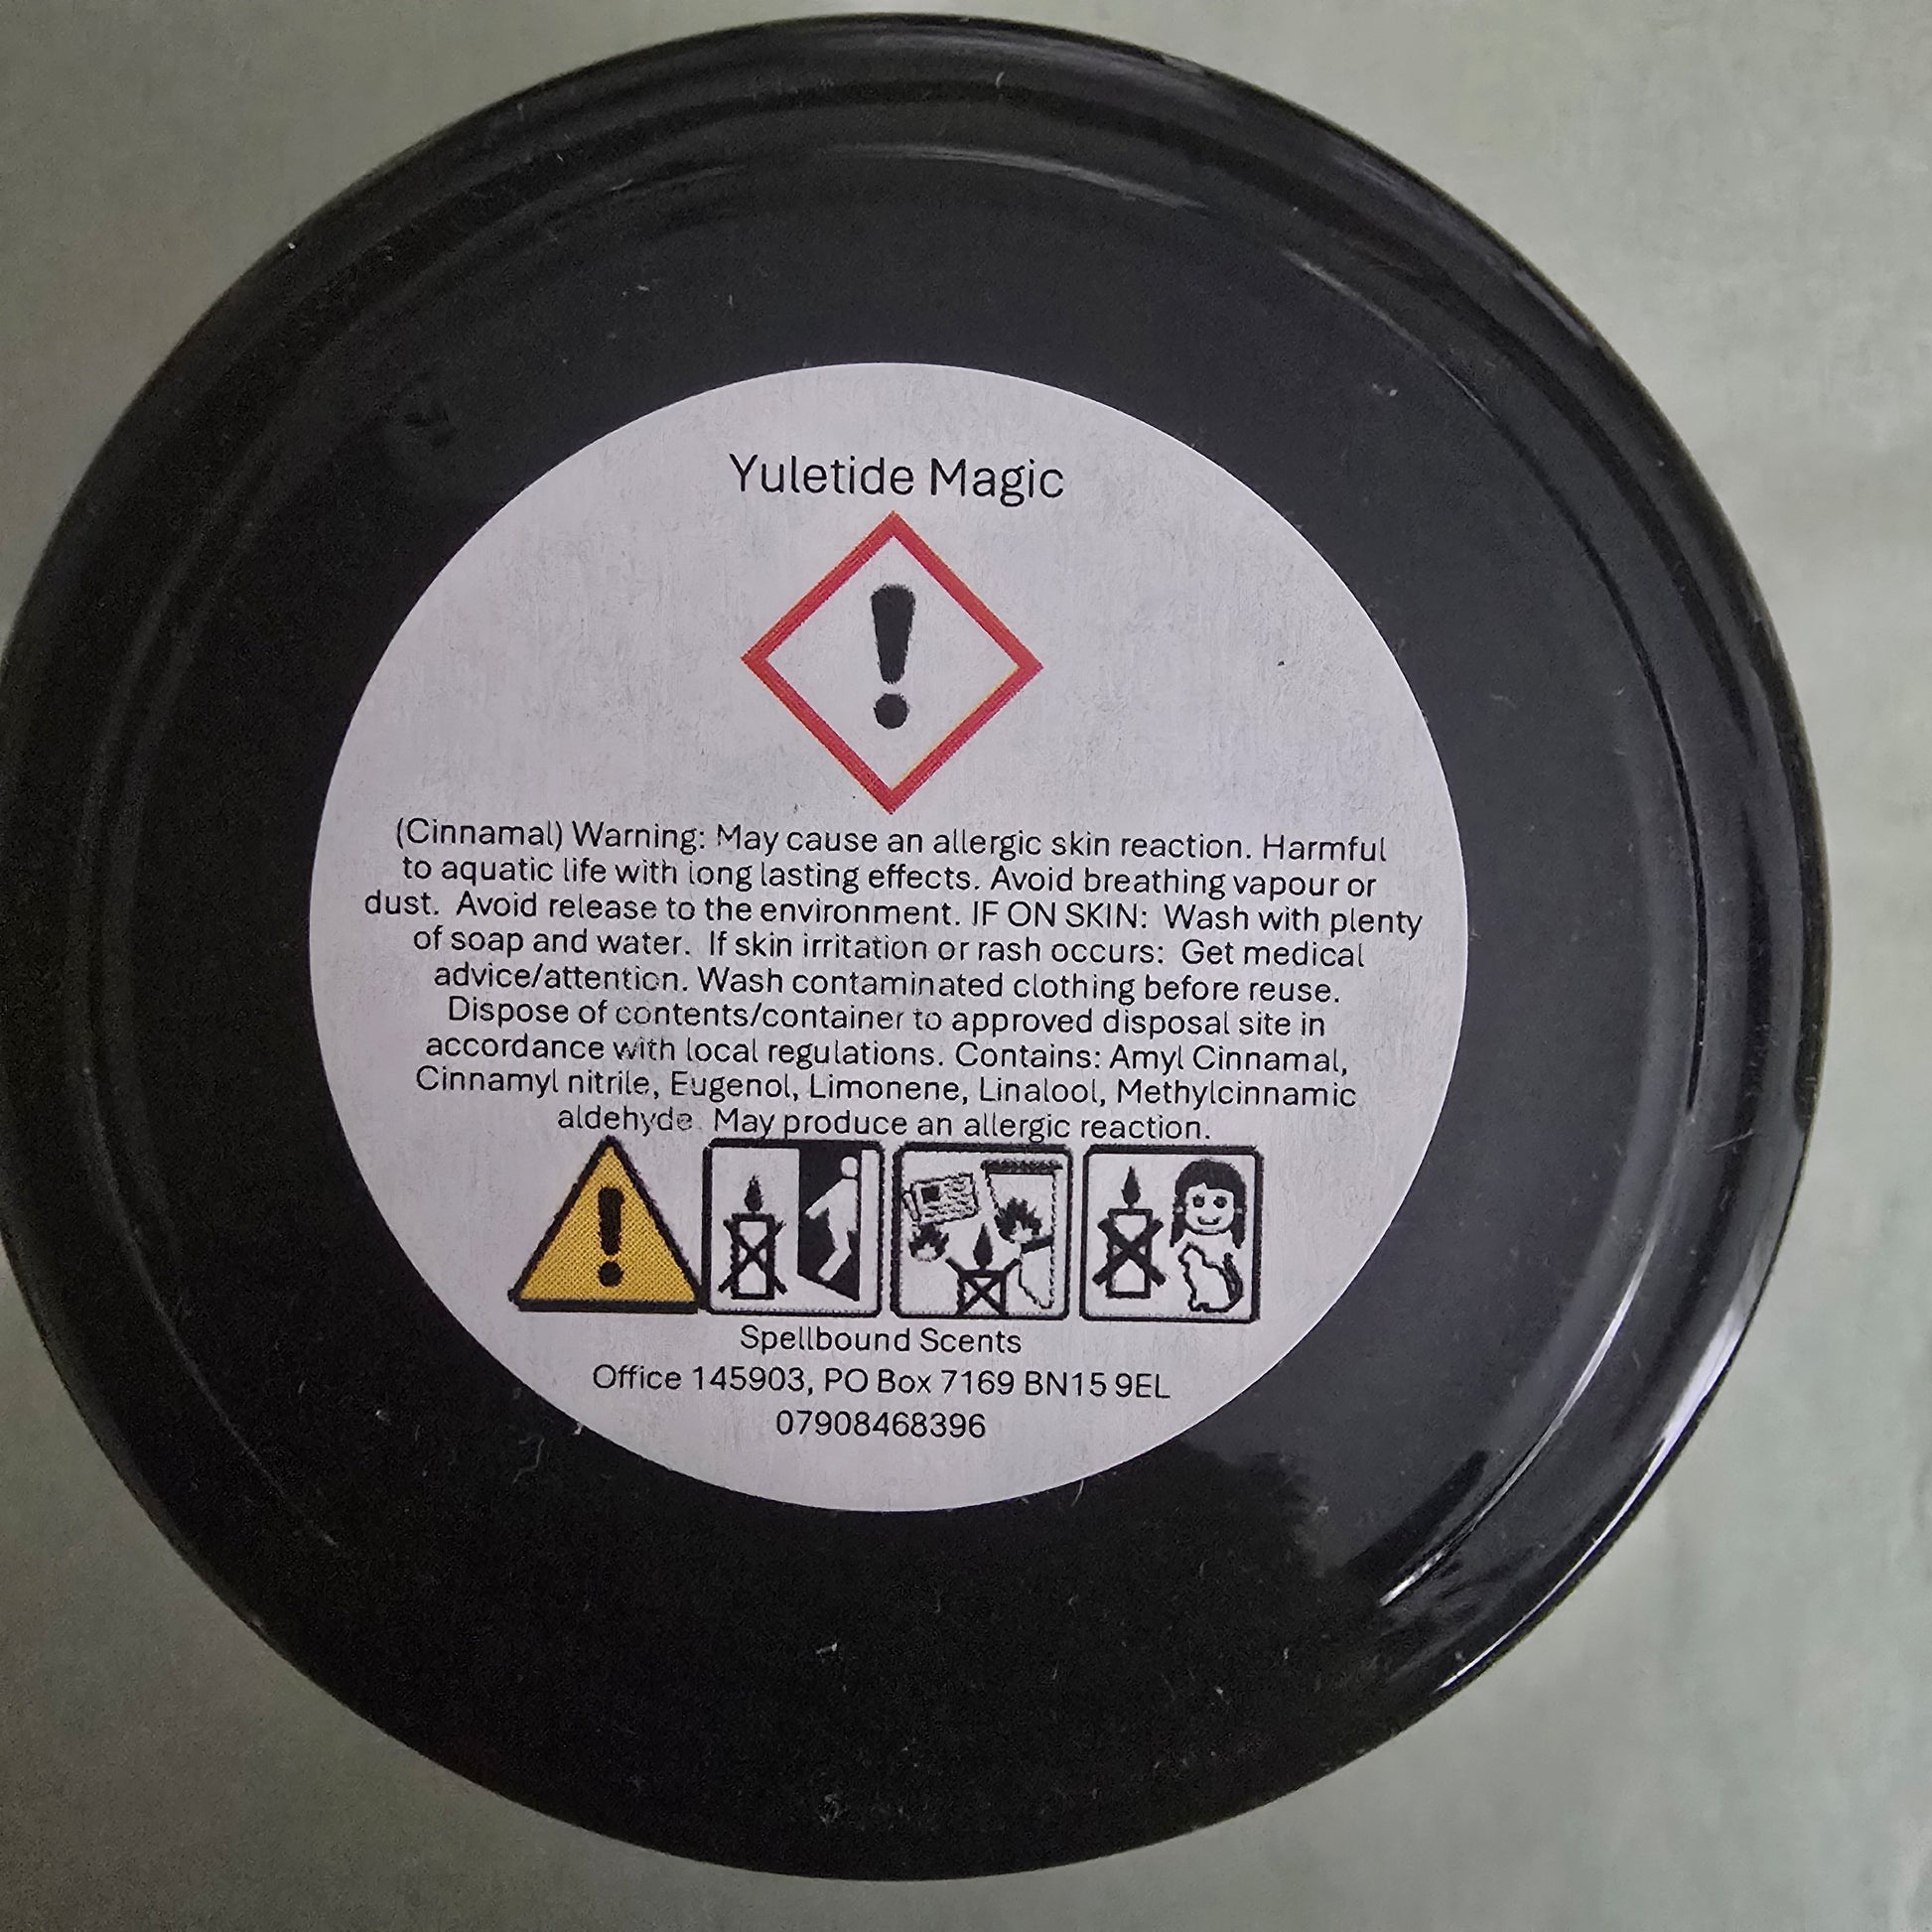 Yuletide Magic
(Cinnamal) Warning: May cause an allergic skin reaction. Harmful
to aquatic life with long lasting effects. Avoid breathing vapour or
dust. Avoid release to the environment. IF ON SKIN: Wash with plenty
of soap and water. If skin irritation or rash occurs: Get medical
advice/attention. Wash contaminated clothing before reuse.
Dispose of contents/container to approved disposal site in
accordance with local regulations. Contains: Amyl Cinnamal,
Cinnamyl nitrile, Eugenol, Limonene, Linalool, Methylcinnamic
aldehyde. May produce an allergic reaction.
Spellbound Scents
Office 145903, PO Box 7169 BN15 9EL
07908468396